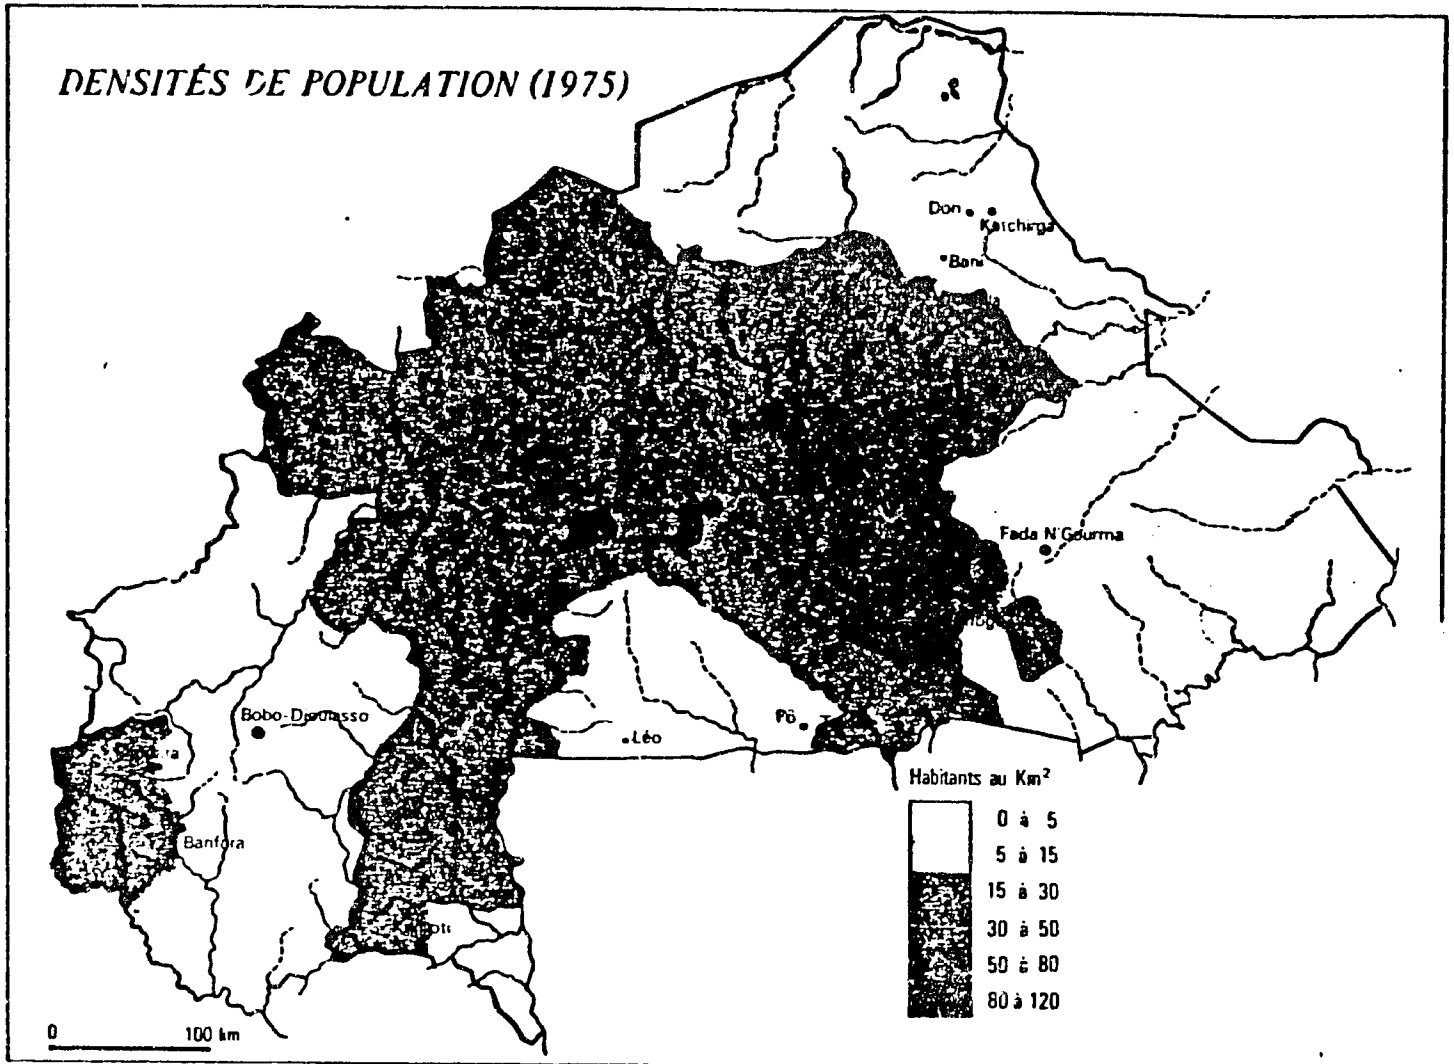 DENSITÉS DE POPULATION (1975)
Don
Katchirga
Bani
Fada N'Gourma
Bobo-Dioulasso
Pô
Léo
Banfora
Habitants au Km²
0 à 5
5 à 15
15 à 30
30 à 50
50 à 80
80 à 120
0 100 km